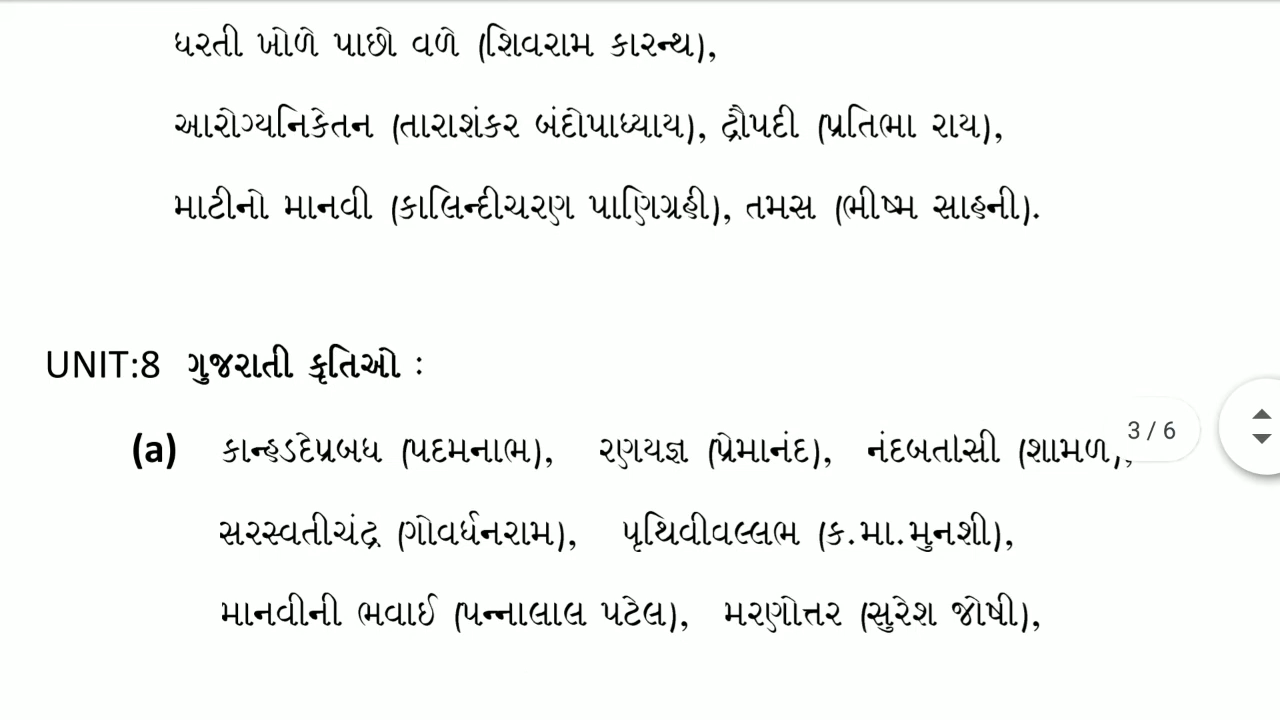 ધરતી ખોળે પાછો વળે (શિવરામ કારન્થ),
આરોગ્યનિકેતન (તારાશંકર બંદોપાધ્યાય), દ્રૌપદી (પ્રતિભા રાય),
માટીનો માનવી (કાલિન્દીચરણ પાણિગ્રહી), તમસ (ભીષ્મ સાહની).
UNIT:8 ગુજરાતી કૃતિઓ :
(a) કાન્હડદેપ્રબધ (પદમનાભ), રણયજ્ઞ (પ્રેમાનંદ), નંદબતાસી (શામળ),
3 / 6
સરસ્વતીચંદ્ર (ગોવર્ધનરામ), પૃથિવીવલ્લભ (ક.મા.મુનશી),
માનવીની ભવાઈ (પન્નાલાલ પટેલ), મરણોત્તર (સુરેશ જોષી),